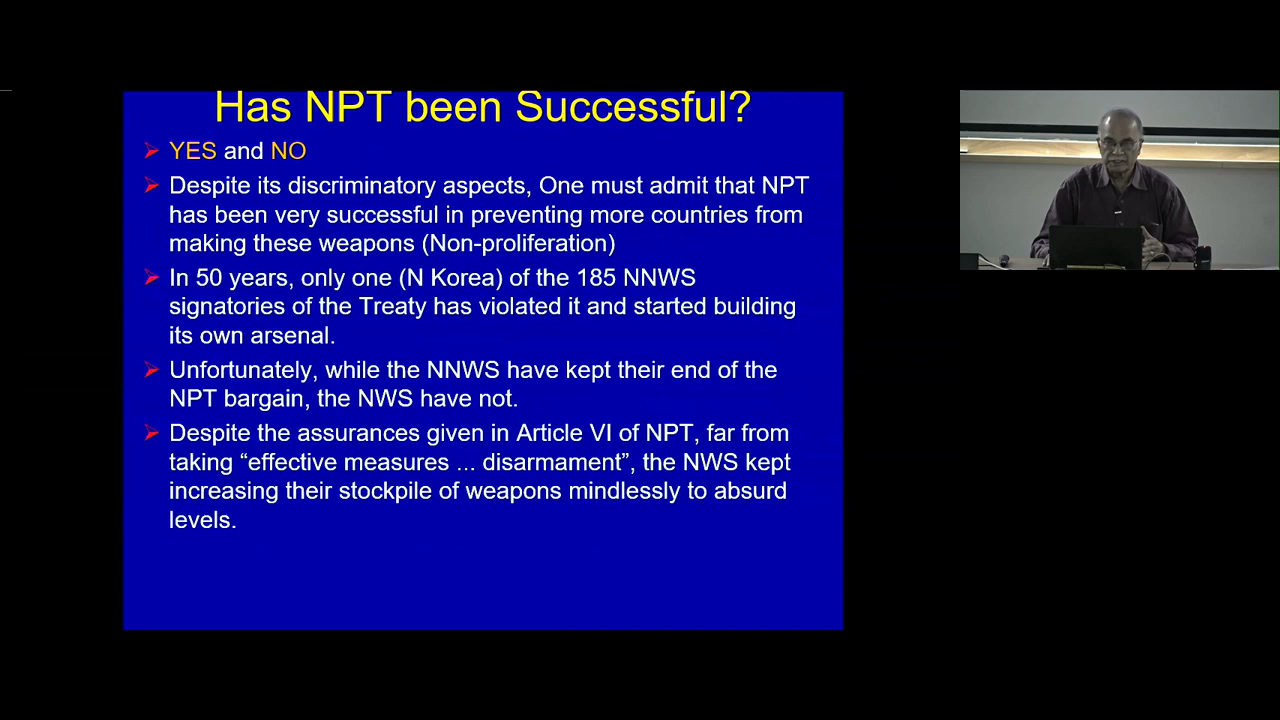 Has NPT been Successful?
YES and NO
Despite its discriminatory aspects, One must admit that NPT
has been very successful in preventing more countries from
making these weapons (Non-proliferation)
In 50 years, only one (N Korea) of the 185 NNWS
signatories of the Treaty has violated it and started building
its own arsenal.
Unfortunately, while the NNWS have kept their end of the
NPT bargain, the NWS have not.
Despite the assurances given in Article VI of NPT, far from
taking “effective measures ... disarmament”, the NWS kept
increasing their stockpile of weapons mindlessly to absurd
levels.